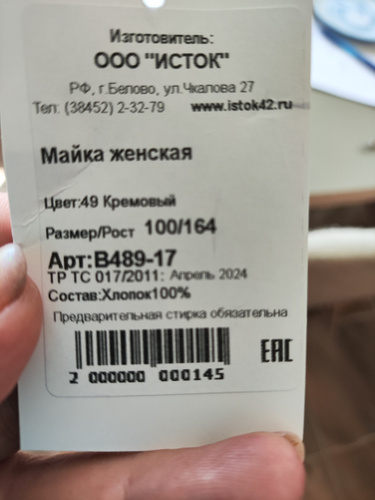 Изготовитель:
ООО "ИСТОК"
РФ, г.Белово, ул.Чкалова 27
Тел: (38452) 2-32-79 www.istok42.ru
Майка женская
Цвет:49 Кремовый
Размер/Рост 100/164
Арт:В489-17
ТР ТС 017/2011: Апрель 2024
Состав:Хлопок100%
Предварительная стирка обязательна
EAC
2 000000 000145